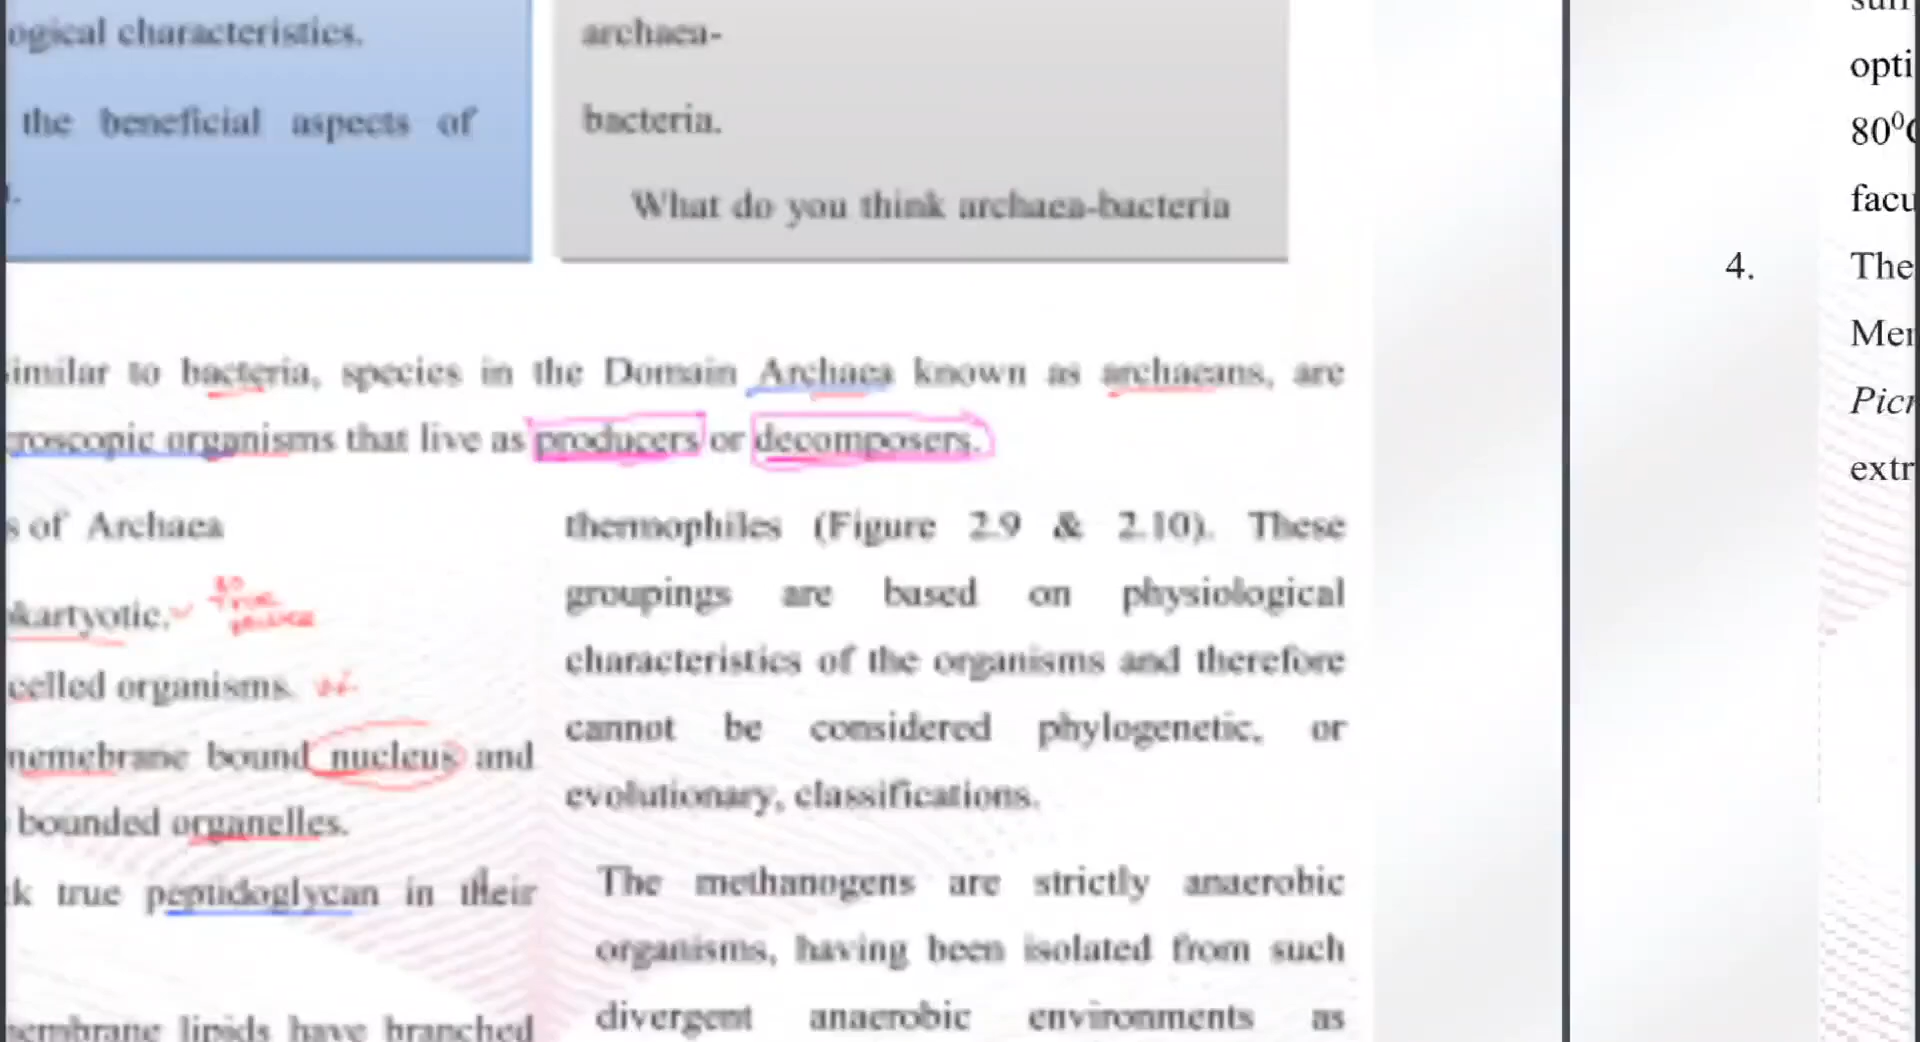 ogical characteristics.
the beneficial aspects of
archaea-
bacteria.
What do you think archaea-bacteria
imilar to bacteria, species in the Domain Archaea known as archaeans, are
roscopic organisms that live as producers or decomposers.
s of Archaea
kartyotic.
celled organisms.
nemebrane bound nucleus and
bounded organelles.
k true peptidoglycan in their
embrane lipids have branched
thermophiles (Figure 2.9 & 2.10). These
groupings are based on physiological
characteristics of the organisms and therefore
cannot be considered phylogenetic, or
evolutionary, classifications.
The methanogens are strictly anaerobic
organisms, having been isolated from such
divergent anaerobic environments as
opti
80⁰C
facu
4. The
Mer
Picr
extr